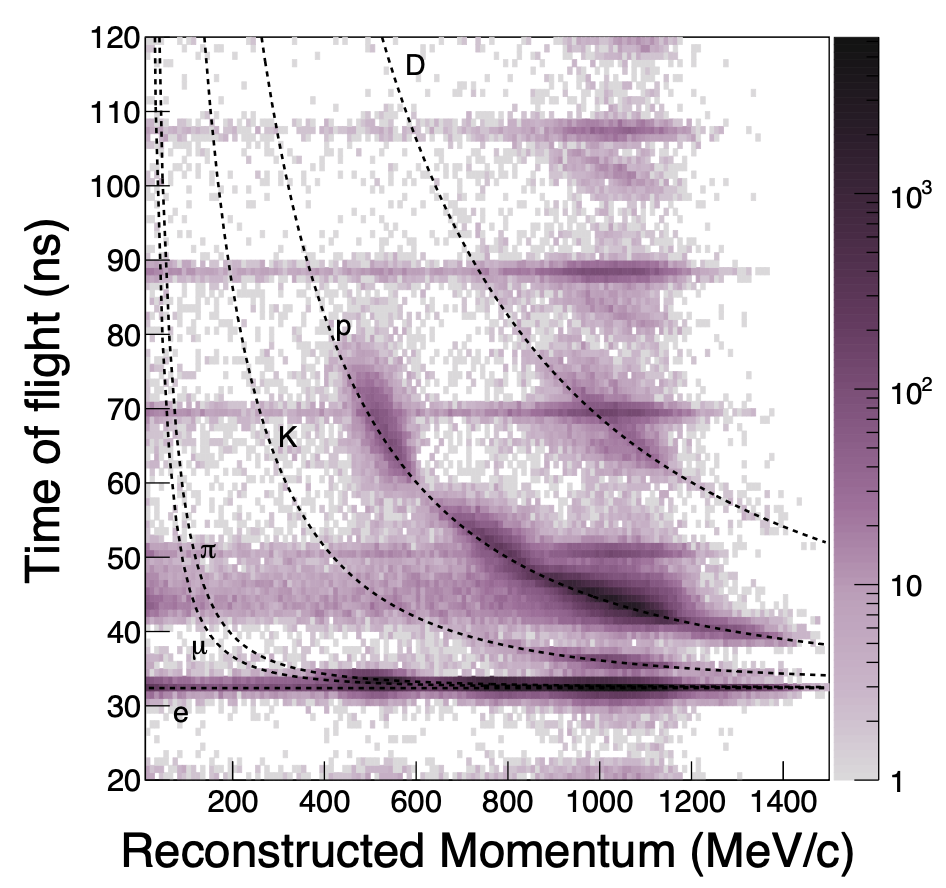 120
110
100
90
80
70
60
50
40
30
20
Time of flight (ns)
D
p
K
π
μ
e
10³
10²
10
1
200 400 600 800 1000 1200 1400
Reconstructed Momentum (MeV/c)